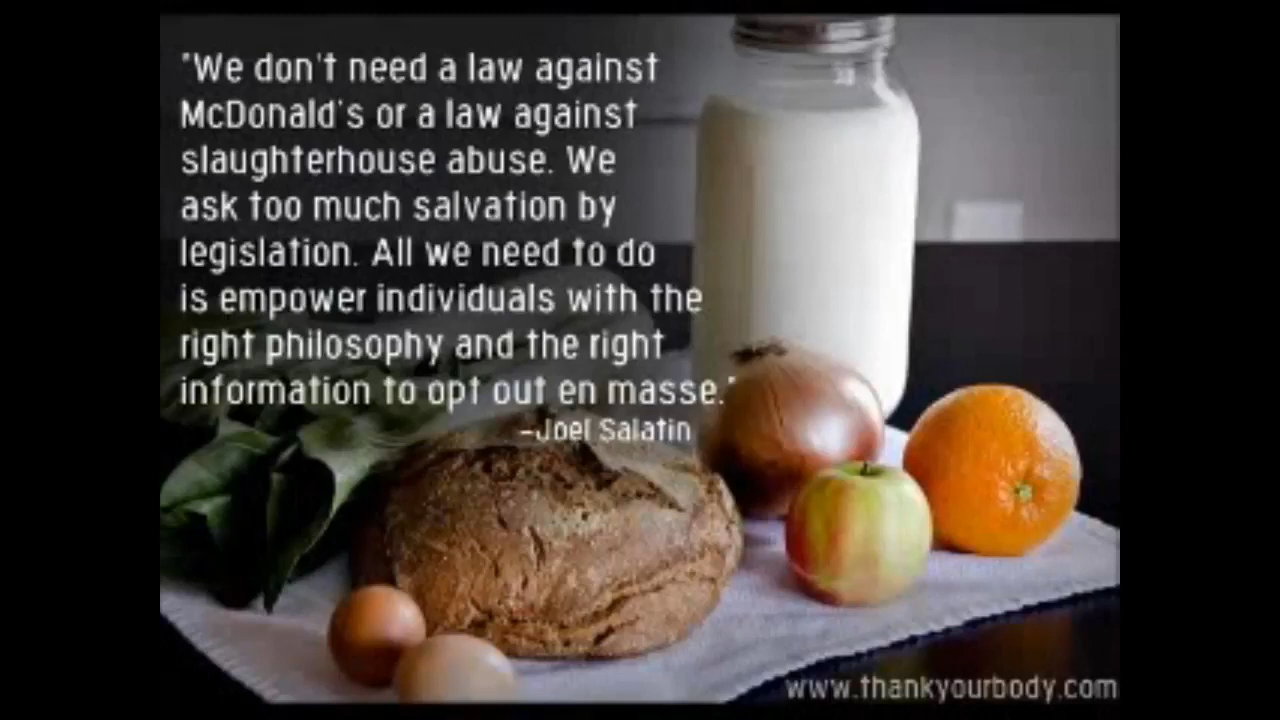 "We don't need a law against
McDonald's or a law against
slaughterhouse abuse. We
ask too much salvation by
legislation. All we need to do
is empower individuals with the
right philosophy and the right
information to opt out en masse."
-Joel Salatin
www.thankyourbody.com